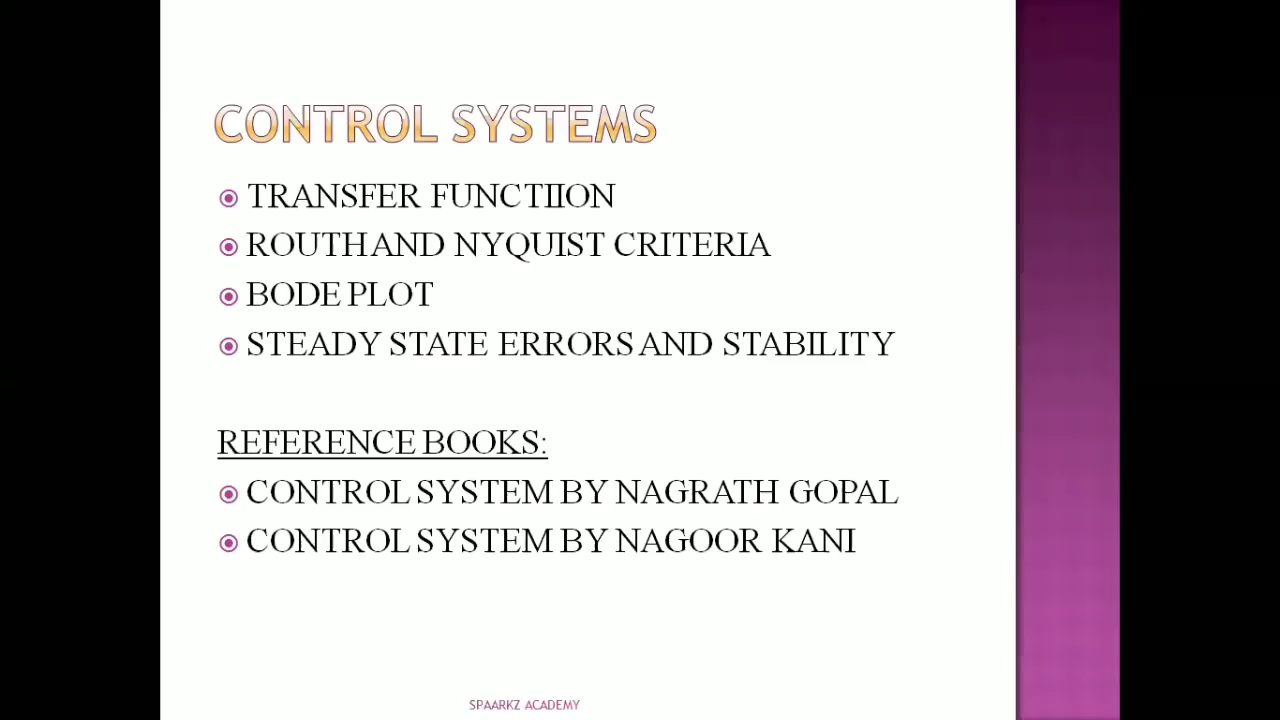 CONTROL SYSTEMS
TRANSFER FUNCTIION
ROUTH AND NYQUIST CRITERIA
BODE PLOT
STEADY STATE ERRORS AND STABILITY
REFERENCE BOOKS:
CONTROL SYSTEM BY NAGRATH GOPAL
CONTROL SYSTEM BY NAGOOR KANI
SPAARKZ ACADEMY